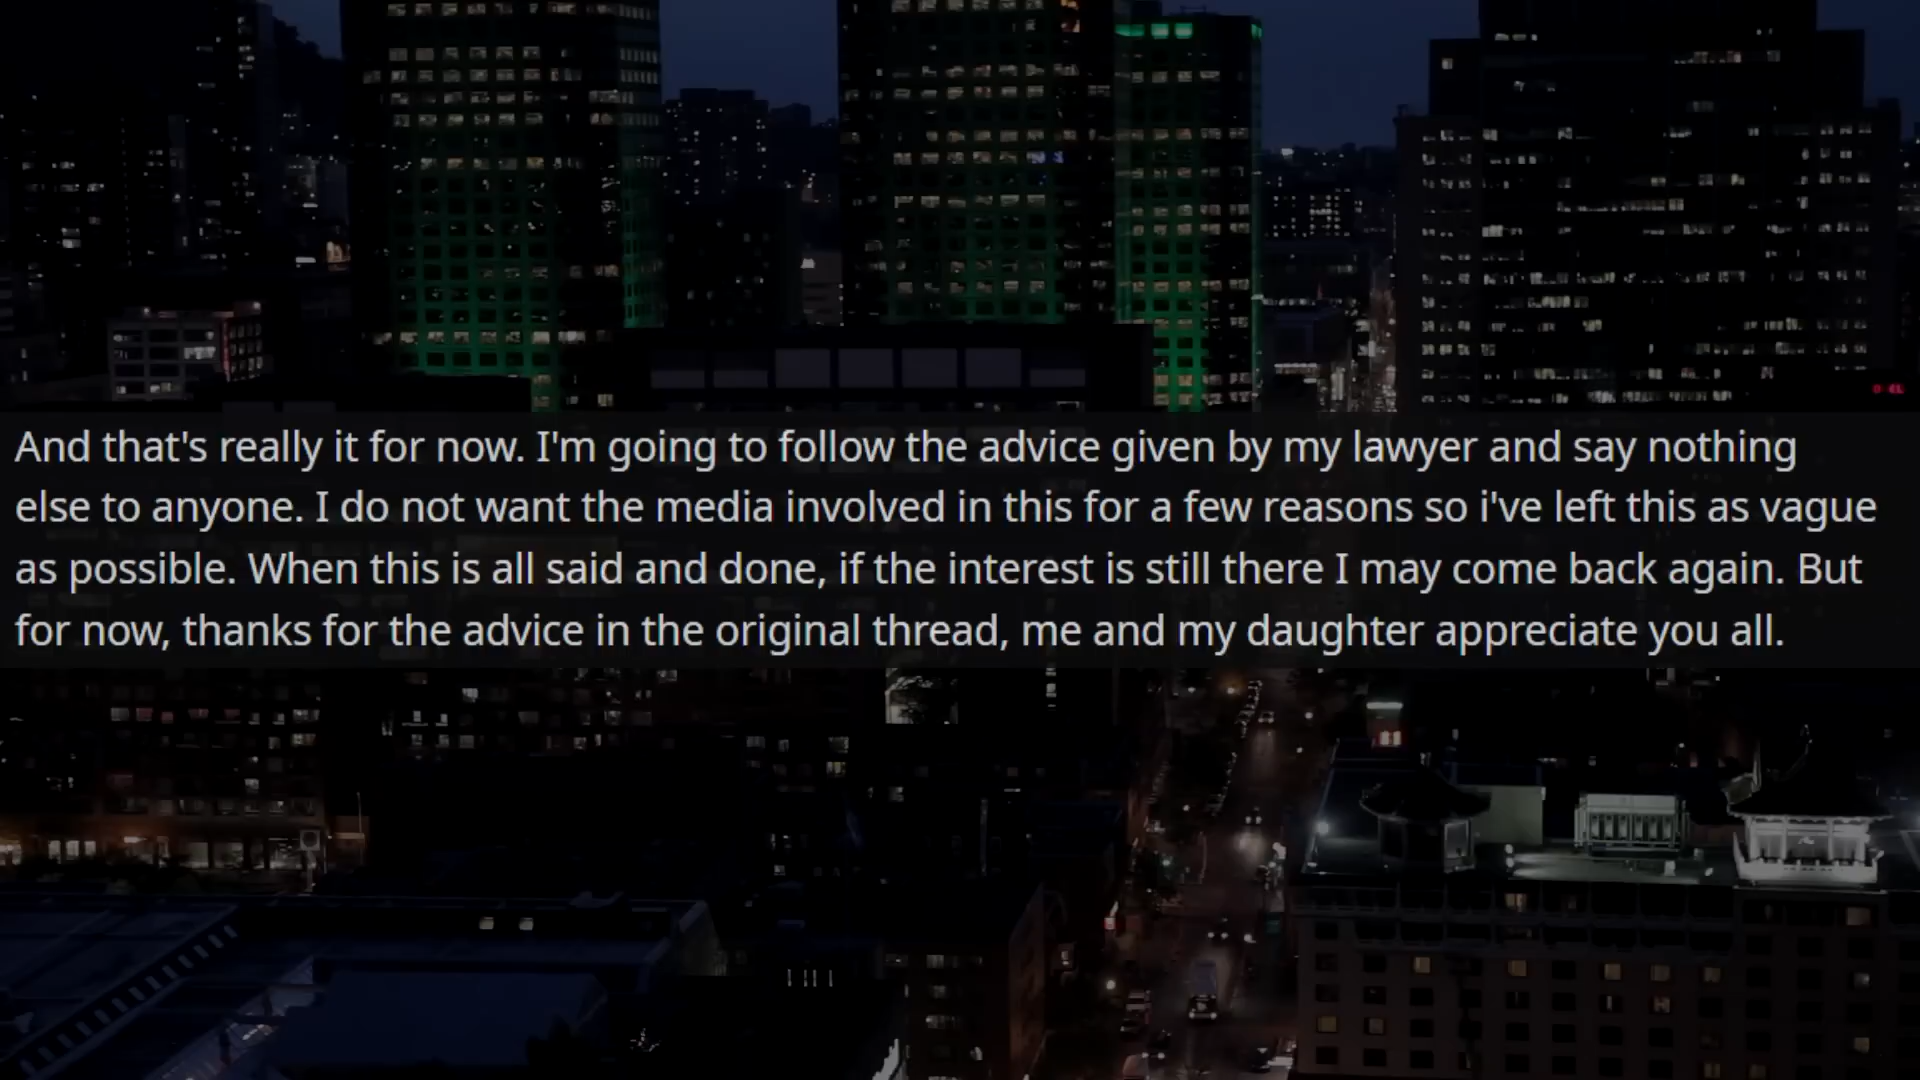 And that's really it for now. I'm going to follow the advice given by my lawyer and say nothing
else to anyone. I do not want the media involved in this for a few reasons so i've left this as vague
as possible. When this is all said and done, if the interest is still there I may come back again. But
for now, thanks for the advice in the original thread, me and my daughter appreciate you all.